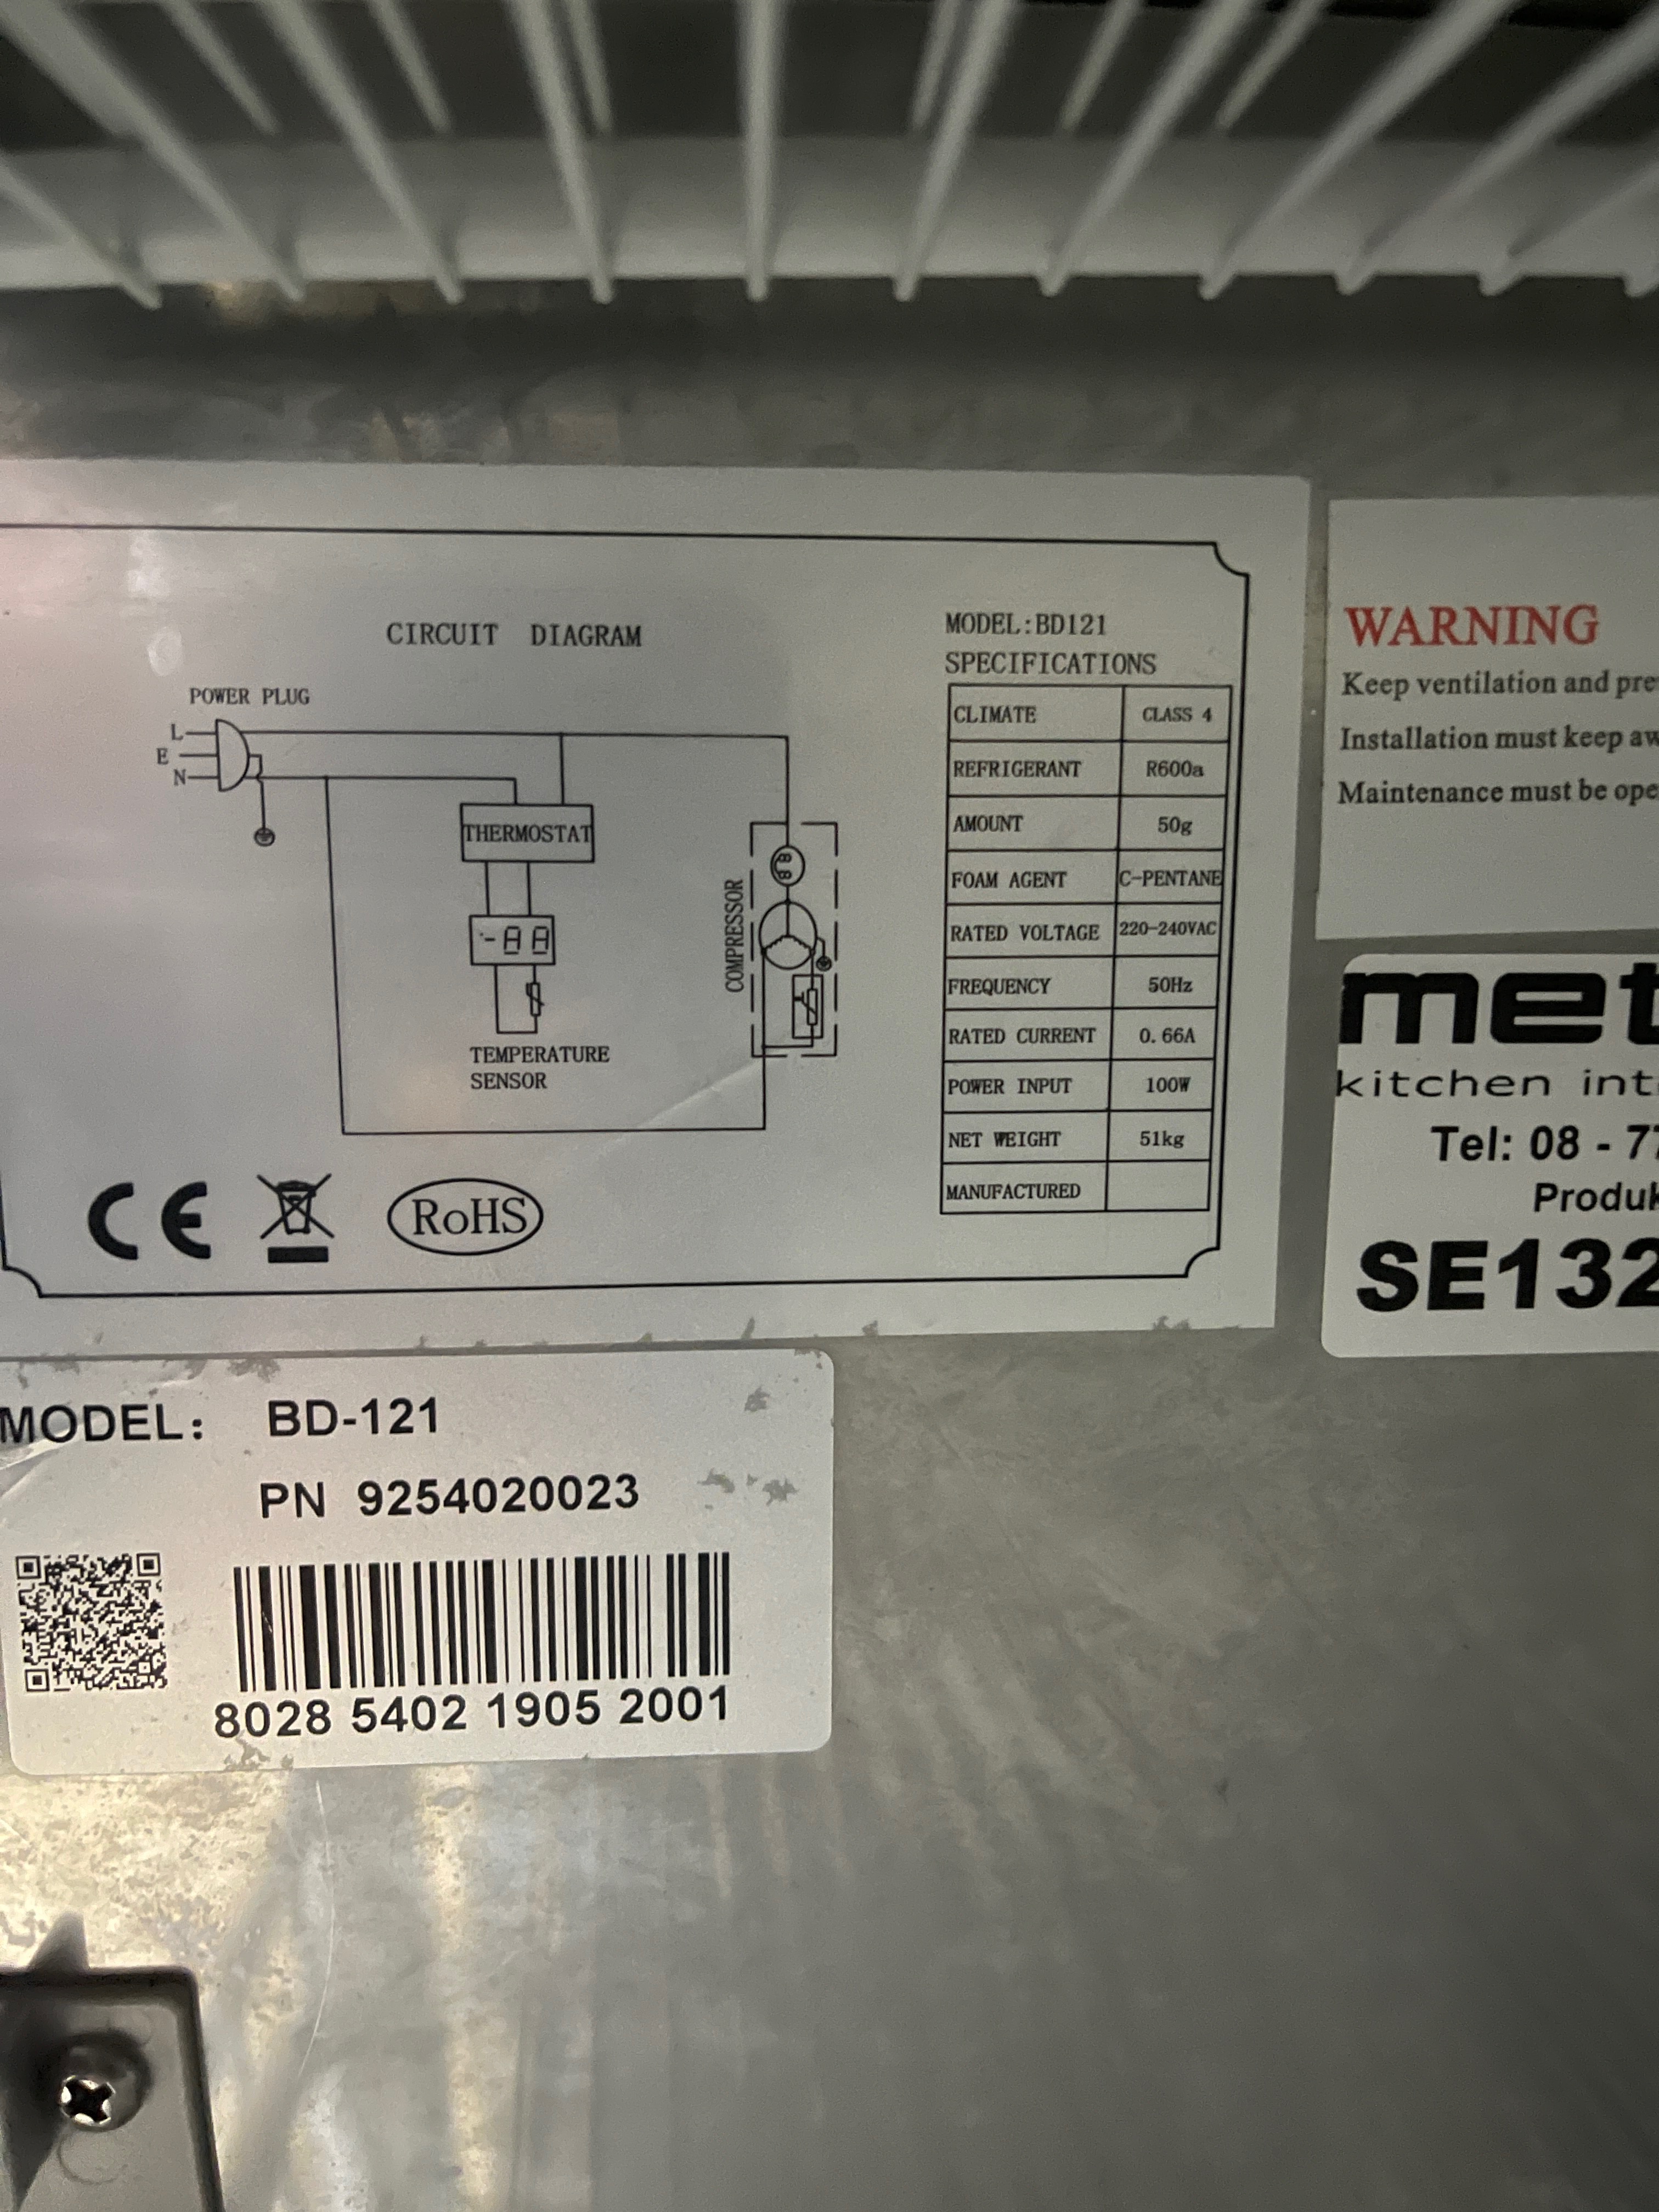 CIRCUIT DIAGRAM
POWER PLUG
L
E
N
THERMOSTAT
-88
TEMPERATURE
SENSOR
COMPRESSOR
CE
RoHS
MODEL:BD121
SPECIFICATIONS
CLIMATE CLASS 4
REFRIGERANT R600a
AMOUNT 50g
FOAM AGENT C-PENTANE
RATED VOLTAGE 220-240VAC
FREQUENCY 50Hz
RATED CURRENT 0.66A
POWER INPUT 100W
NET WEIGHT 51kg
MANUFACTURED
WARNING
Keep ventilation and pre
Installation must keep aw
Maintenance must be ope
met
kitchen int
Tel: 08 - 77
Produk
SE132
MODEL: BD-121
PN 9254020023
8028 5402 1905 2001